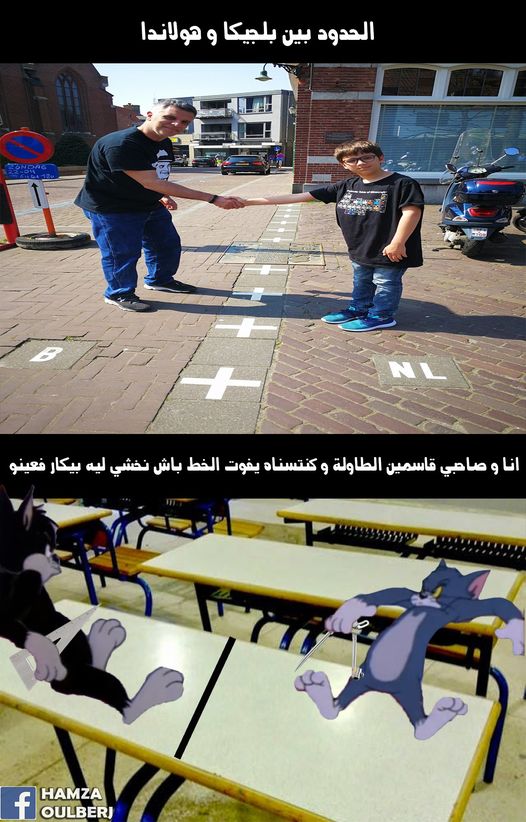 الحدود بين بلجيكا و هولاندا
B
NL
انا و صاحبي قاسمين الطاولة و كنتسناه يفوت الخط باش نخشي ليه بيكار فعينو
HAMZA
OULBERJ